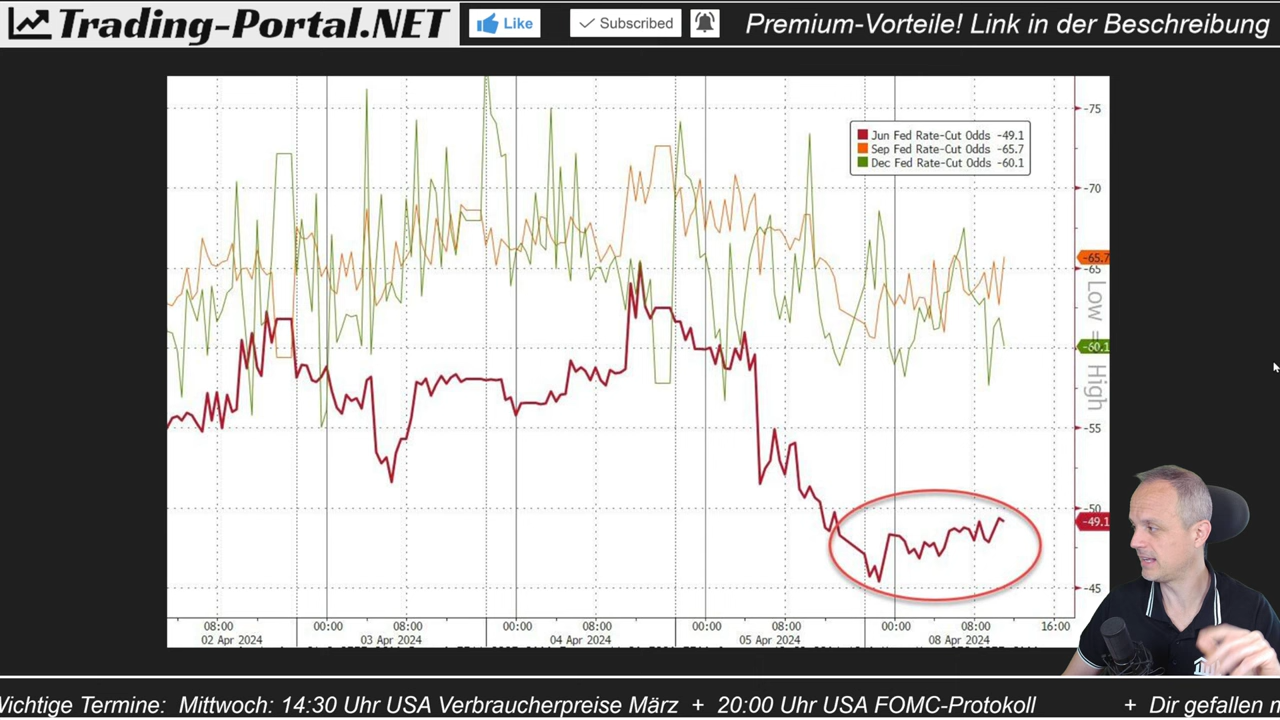 Trading-Portal.NET
Like
Subscribed
Premium-Vorteile! Link in der Beschreibung
-75
-70
-65
-55
-50
-45
Jun Fed Rate-Cut Odds -49.1
Sep Fed Rate-Cut Odds -65.7
Dec Fed Rate-Cut Odds -60.1
-65.7
-60.1
-49.1
Low = High
08:00 00:00 08:00 00:00 08:00 00:00 08:00 00:00 08:00 16:00
02 Apr 2024 03 Apr 2024 04 Apr 2024 05 Apr 2024 08 Apr 2024
Wichtige Termine: Mittwoch: 14:30 Uhr USA Verbraucherpreise März + 20:00 Uhr USA FOMC-Protokoll + Dir gefallen